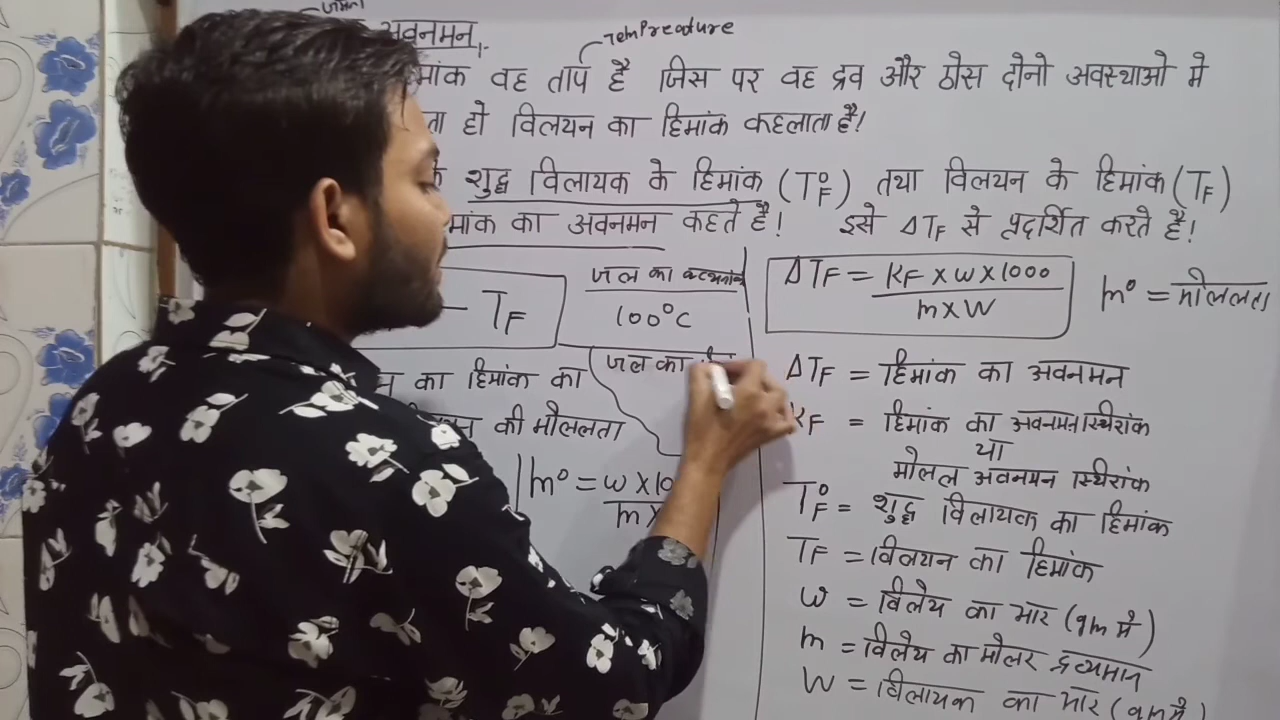 अवनमन
TemPreature
वह ताप है जिस पर वह द्रव और ठोस दोनो अवस्थाओ मे
हो विलयन का हिमांक कहलाता है!
शुद्ध विलायक के हिमांक (T°F) तथा विलयन के हिमांक (TF)
का अवनमन कहते है! इसे ΔTF से प्रदर्शित करते है!
— TF
जल का
100°C
जल का
ΔTF = KF x w x 1000 / m x W
m° = मोललता
का हिमांक का
की मौललता
m° = w x 10
m x
ΔTF = हिमांक का अवनमन
KF = हिमांक का अवनमन स्थिरांक
या
मोलल अवनमन स्थिरांक
T°F = शुद्ध विलायक का हिमांक
TF = विलयन का हिमांक
w = विलेय का भार (gm मे)
m = विलेय का मोलर द्रव्यमान
W = विलायक का भार (gm मे)